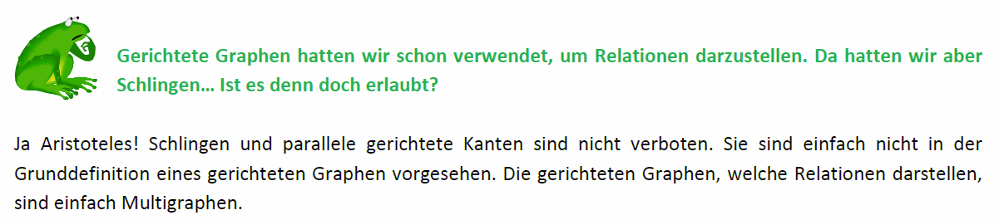 Gerichtete Graphen hatten wir schon verwendet, um Relationen darzustellen. Da hatten wir aber
Schlingen… Ist es denn doch erlaubt?
Ja Aristoteles! Schlingen und parallele gerichtete Kanten sind nicht verboten. Sie sind einfach nicht in der
Grunddefinition eines gerichteten Graphen vorgesehen. Die gerichteten Graphen, welche Relationen darstellen,
sind einfach Multigraphen.